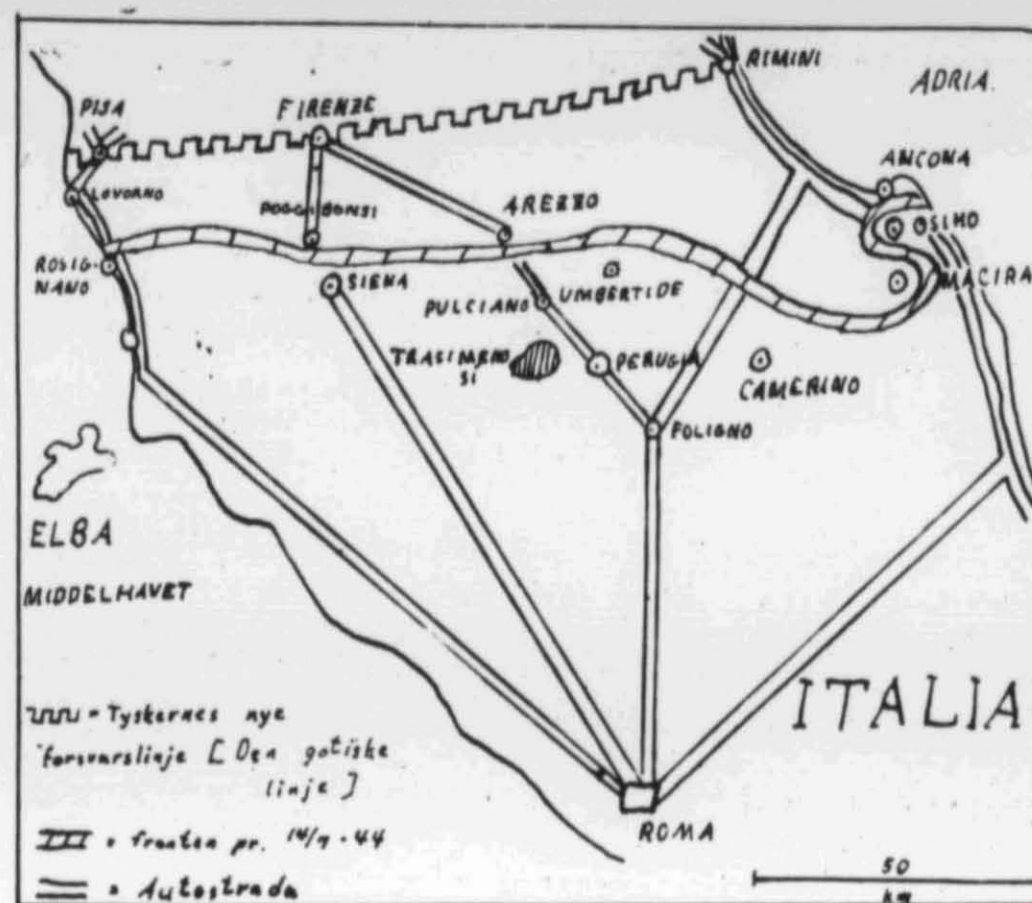 RIMINI
ADRIA.
PISA
FIRENZE
ANCONA
LOVORNO
POGGIBONSI
AREZZO
OSIMO
ROSIG-
NANO
SIENA
PULCIANO
UMBERTIDE
MACIRA
TRASIMENO
SI
PERUGIA
CAMERINO
FOLIGNO
ELBA
MIDDELHAVET
ITALIA
= Tyskernes nye
forsvarslinje [Den gotiske
linje]
= fronten pr. 14/7-44
= Autostrada
ROMA
50
km